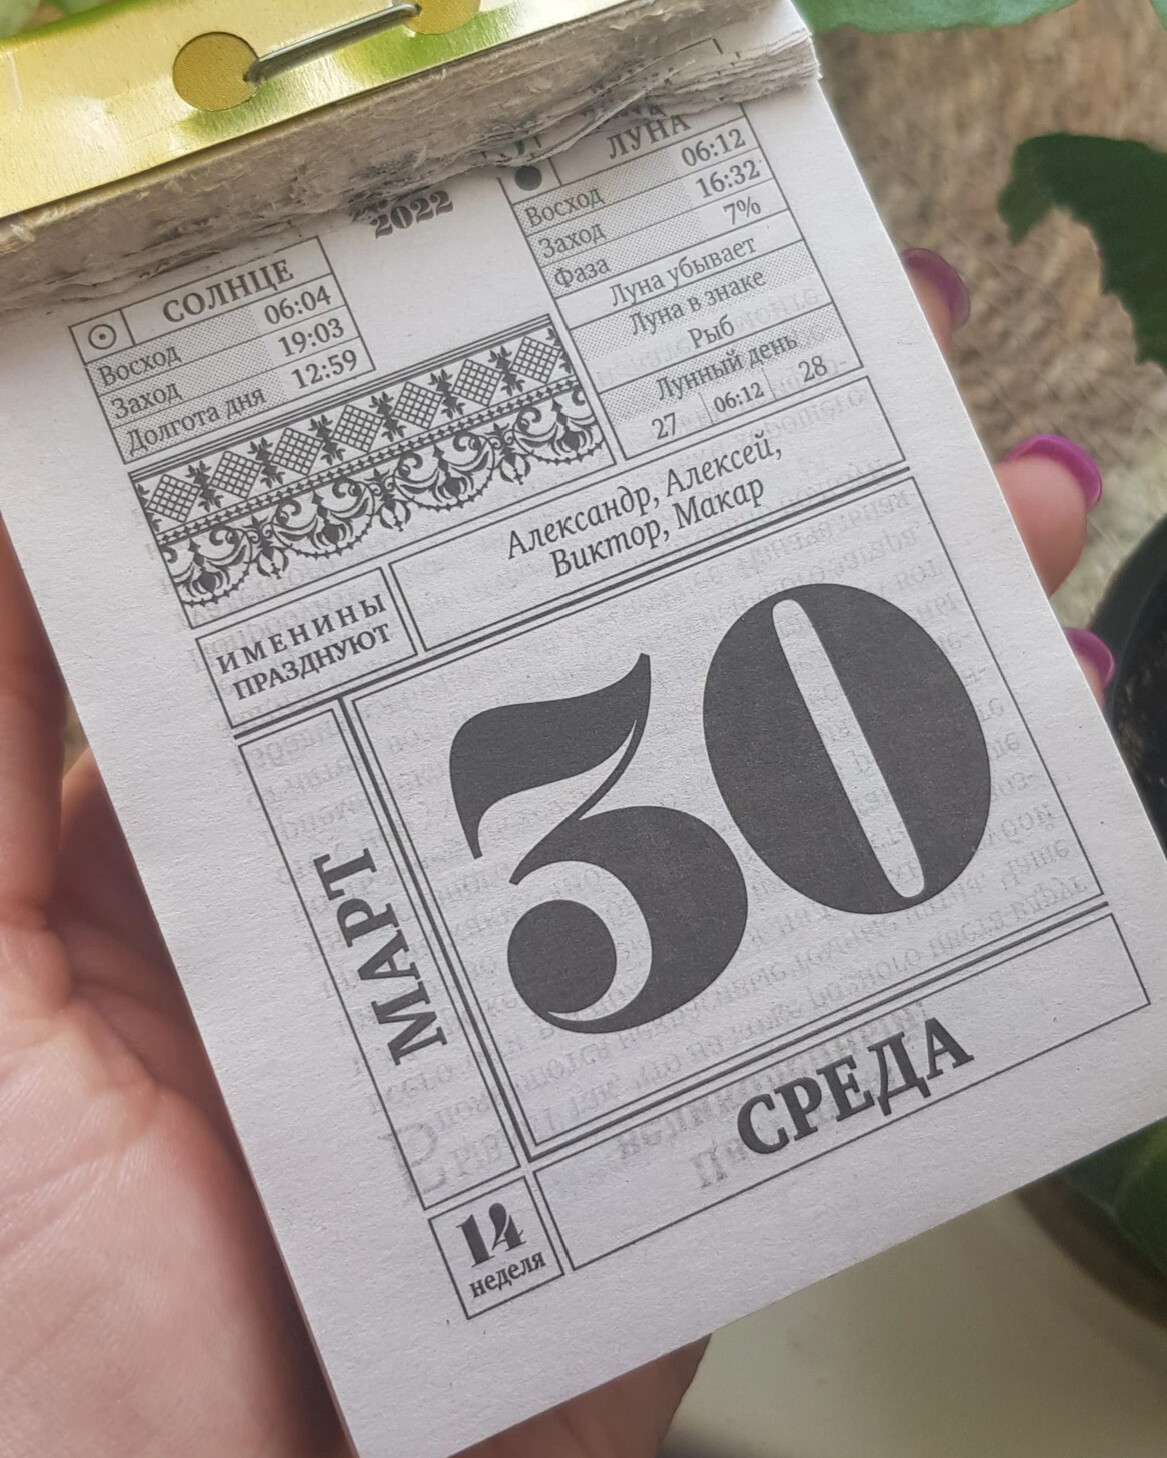 2022
СОЛНЦЕ
Восход 06:04
Заход 19:03
Долгота дня 12:59
ЛУНА
Восход 06:12
Заход 16:32
Фаза 7%
Луна убывает
Луна в знаке
Рыб
Лунный день
27 06:12 28
ИМЕНИНЫ
ПРАЗДНУЮТ
Александр, Алексей,
Виктор, Макар
МАРТ
30
14
неделя
СРЕДА